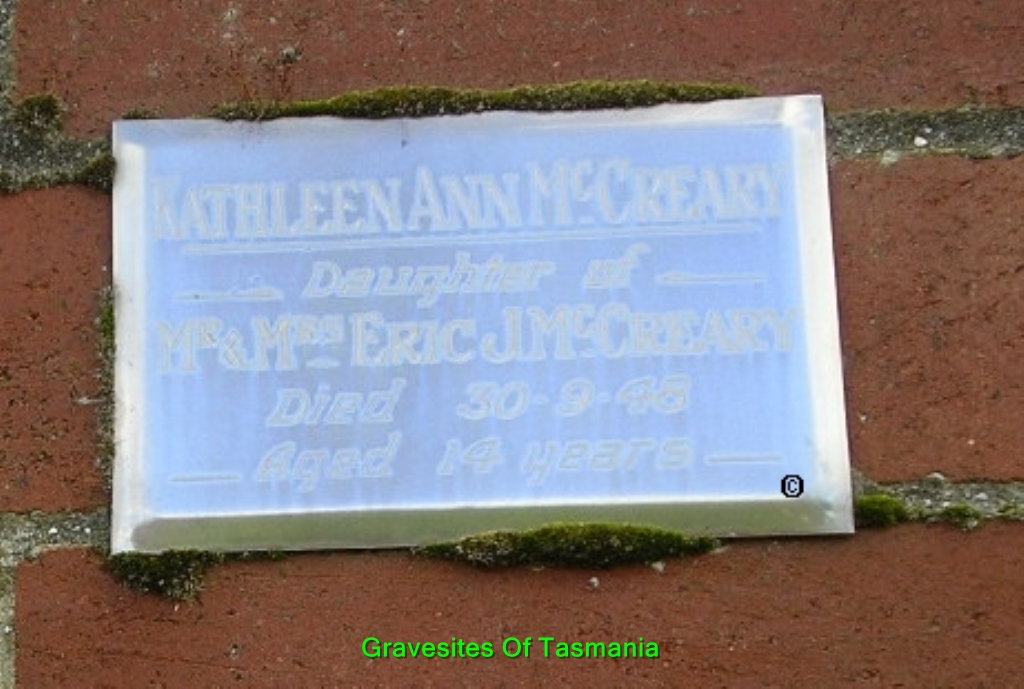 KATHLEEN ANN McCREARY
Daughter of
MR & MRS ERIC J. McCREARY
Died 30-9-48
Aged 14 years
©
Gravesites Of Tasmania